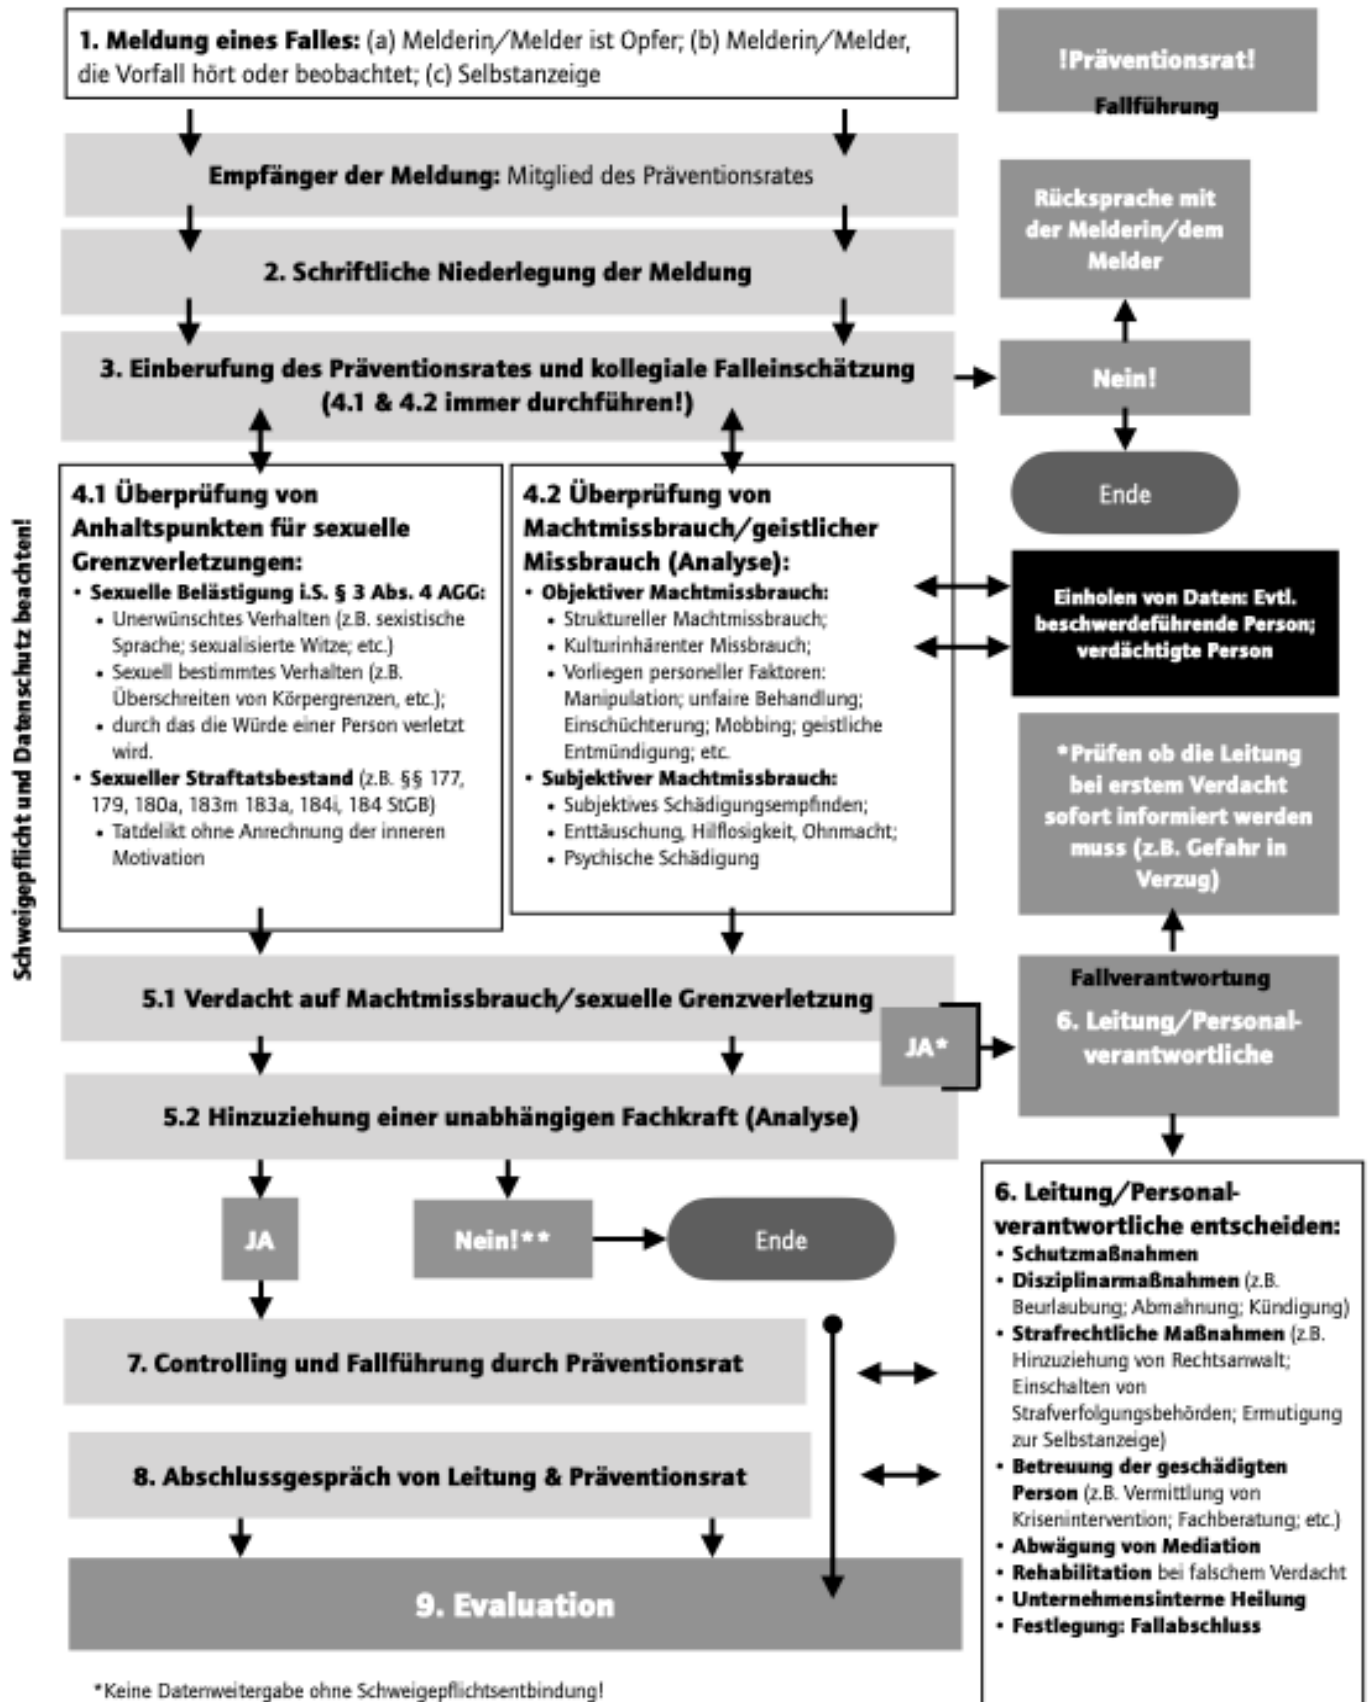 1. Meldung eines Falles: (a) Melderin/Melder ist Opfer; (b) Melderin/Melder,
die Vorfall hört oder beobachtet; (c) Selbstanzeige
!Präventionsrat!
Fallführung
Empfänger der Meldung: Mitglied des Präventionsrates
Rücksprache mit
der Melderin/dem
Melder
2. Schriftliche Niederlegung der Meldung
3. Einberufung des Präventionsrates und kollegiale Falleinschätzung
(4.1 & 4.2 immer durchführen!)
Nein!
Ende
Schweigepflicht und Datenschutz beachten!
4.1 Überprüfung von
Anhaltspunkten für sexuelle
Grenzverletzungen:
• Sexuelle Belästigung i.S. § 3 Abs. 4 AGG:
• Unerwünschtes Verhalten (z.B. sexistische
Sprache; sexualisierte Witze; etc.)
• Sexuell bestimmtes Verhalten (z.B.
Überschreiten von Körpergrenzen, etc.);
• durch das die Würde einer Person verletzt
wird.
• Sexueller Straftatsbestand (z.B. §§ 177,
179, 180a, 183m 183a, 184i, 184 StGB)
• Tatdelikt ohne Anrechnung der inneren
Motivation
4.2 Überprüfung von
Machtmissbrauch/geistlicher
Missbrauch (Analyse):
• Objektiver Machtmissbrauch:
• Struktureller Machtmissbrauch;
• Kulturinhärenter Missbrauch;
• Vorliegen personeller Faktoren:
Manipulation; unfaire Behandlung;
Einschüchterung; Mobbing; geistliche
Entmündigung; etc.
• Subjektiver Machtmissbrauch:
• Subjektives Schädigungsempfinden;
• Enttäuschung, Hilflosigkeit, Ohnmacht;
• Psychische Schädigung
Einholen von Daten: Evtl.
beschwerdeführende Person;
verdächtigte Person
*Prüfen ob die Leitung
bei erstem Verdacht
sofort informiert werden
muss (z.B. Gefahr in
Verzug)
5.1 Verdacht auf Machtmissbrauch/sexuelle Grenzverletzung
JA*
Fallverantwortung
6. Leitung/Personal-
verantwortliche
5.2 Hinzuziehung einer unabhängigen Fachkraft (Analyse)
JA
Nein!**
Ende
6. Leitung/Personal-
verantwortliche entscheiden:
• Schutzmaßnahmen
• Disziplinarmaßnahmen (z.B.
Beurlaubung; Abmahnung; Kündigung)
• Strafrechtliche Maßnahmen (z.B.
Hinzuziehung von Rechtsanwalt;
Einschalten von
Strafverfolgungsbehörden; Ermutigung
zur Selbstanzeige)
• Betreuung der geschädigten
Person (z.B. Vermittlung von
Krisenintervention; Fachberatung; etc.)
• Abwägung von Mediation
• Rehabilitation bei falschem Verdacht
• Unternehmensinterne Heilung
• Festlegung: Fallabschluss
7. Controlling und Fallführung durch Präventionsrat
8. Abschlussgespräch von Leitung & Präventionsrat
9. Evaluation
*Keine Datenweitergabe ohne Schweigepflichtsentbindung!